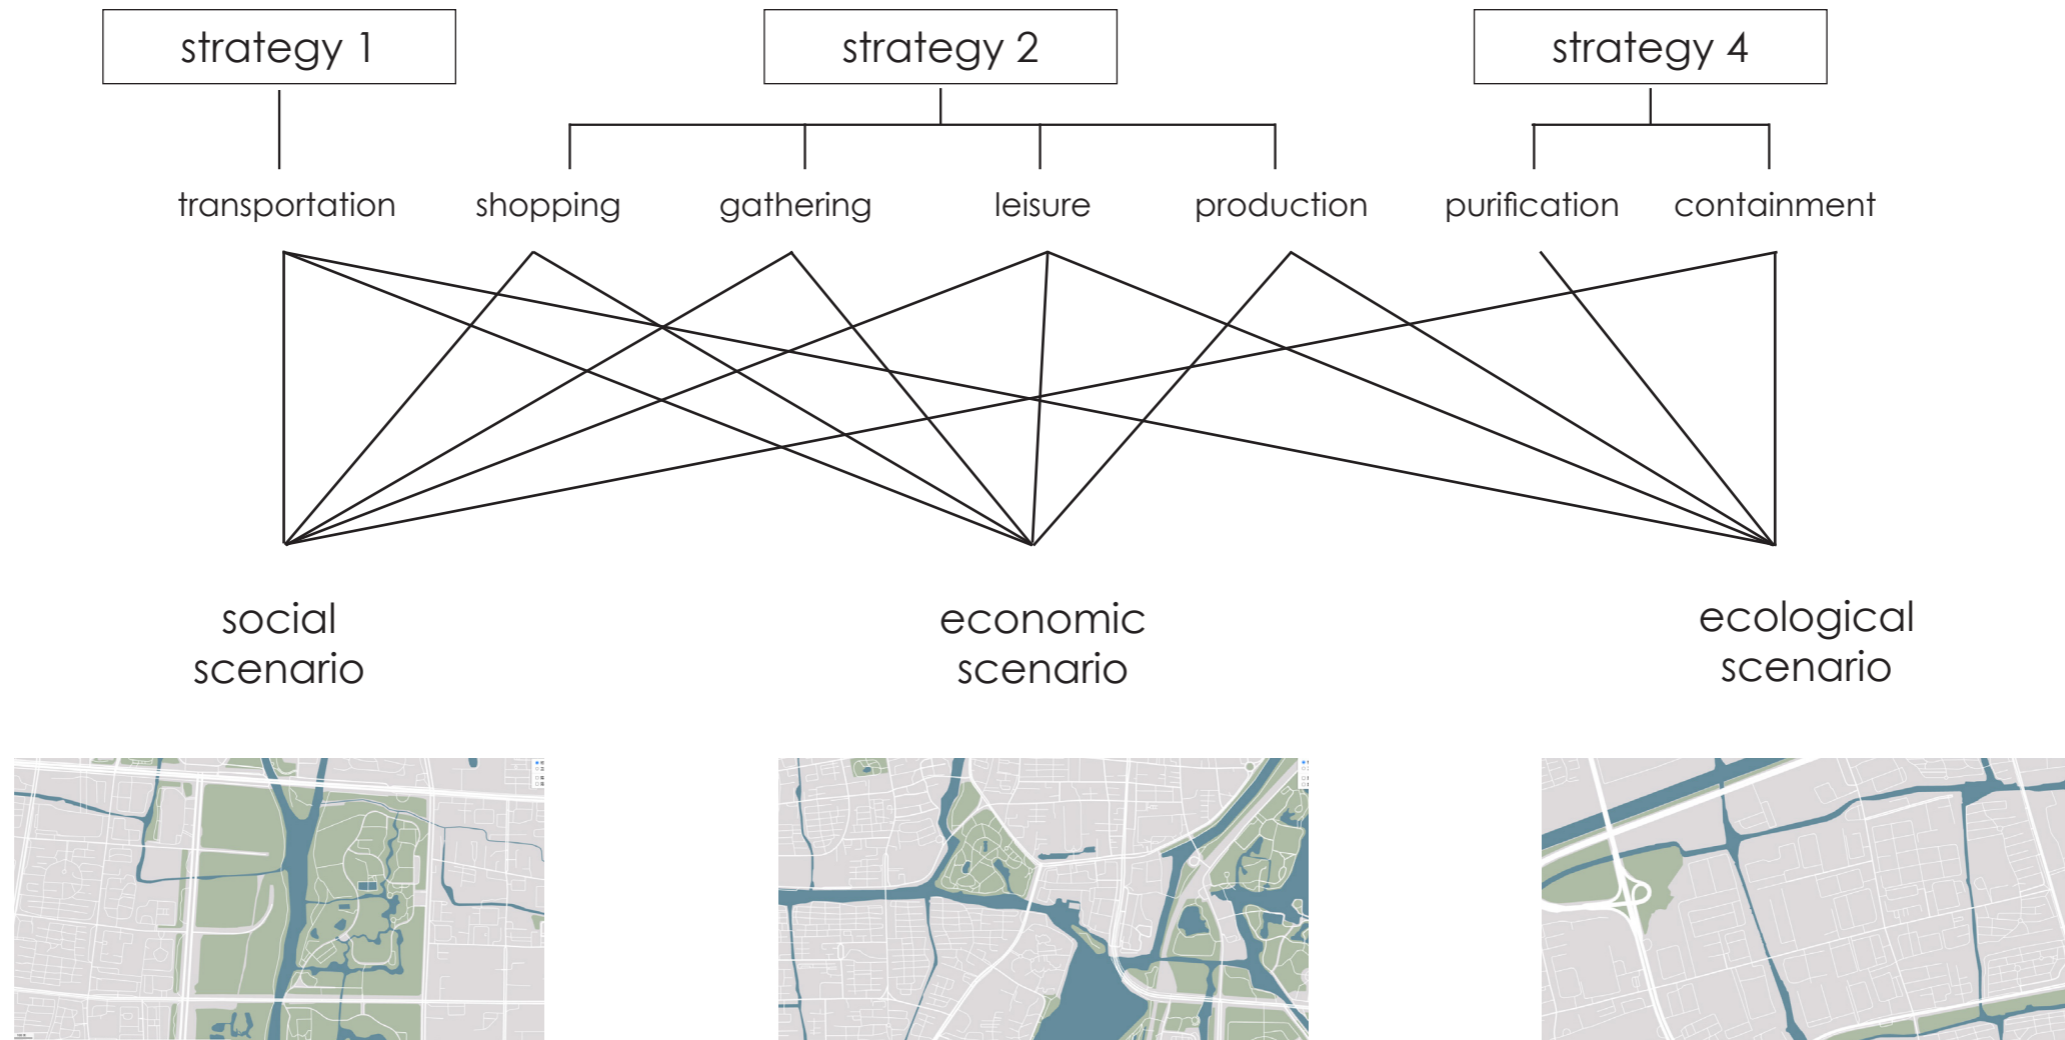 strategy 1
strategy 2
strategy 4
transportation
shopping
gathering
leisure
production
purification
containment
social
scenario
economic
scenario
ecological
scenario